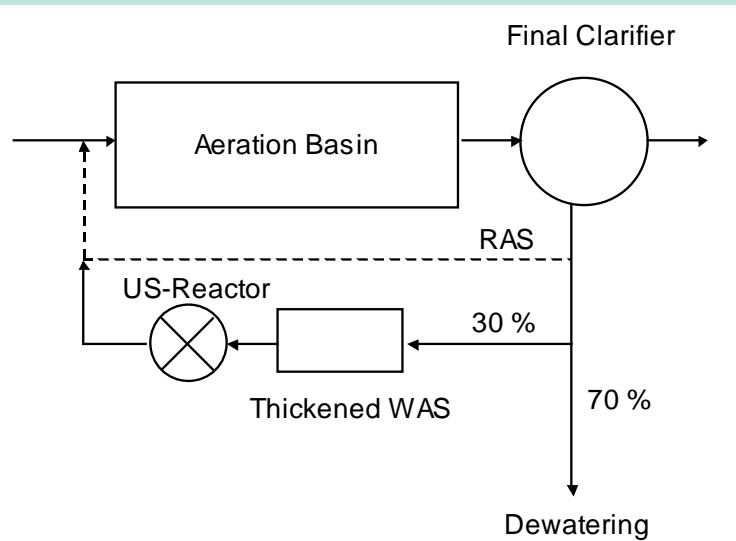 Final Clarifier
Aeration Basin
RAS
US-Reactor
30 %
Thickened WAS
70 %
Dewatering